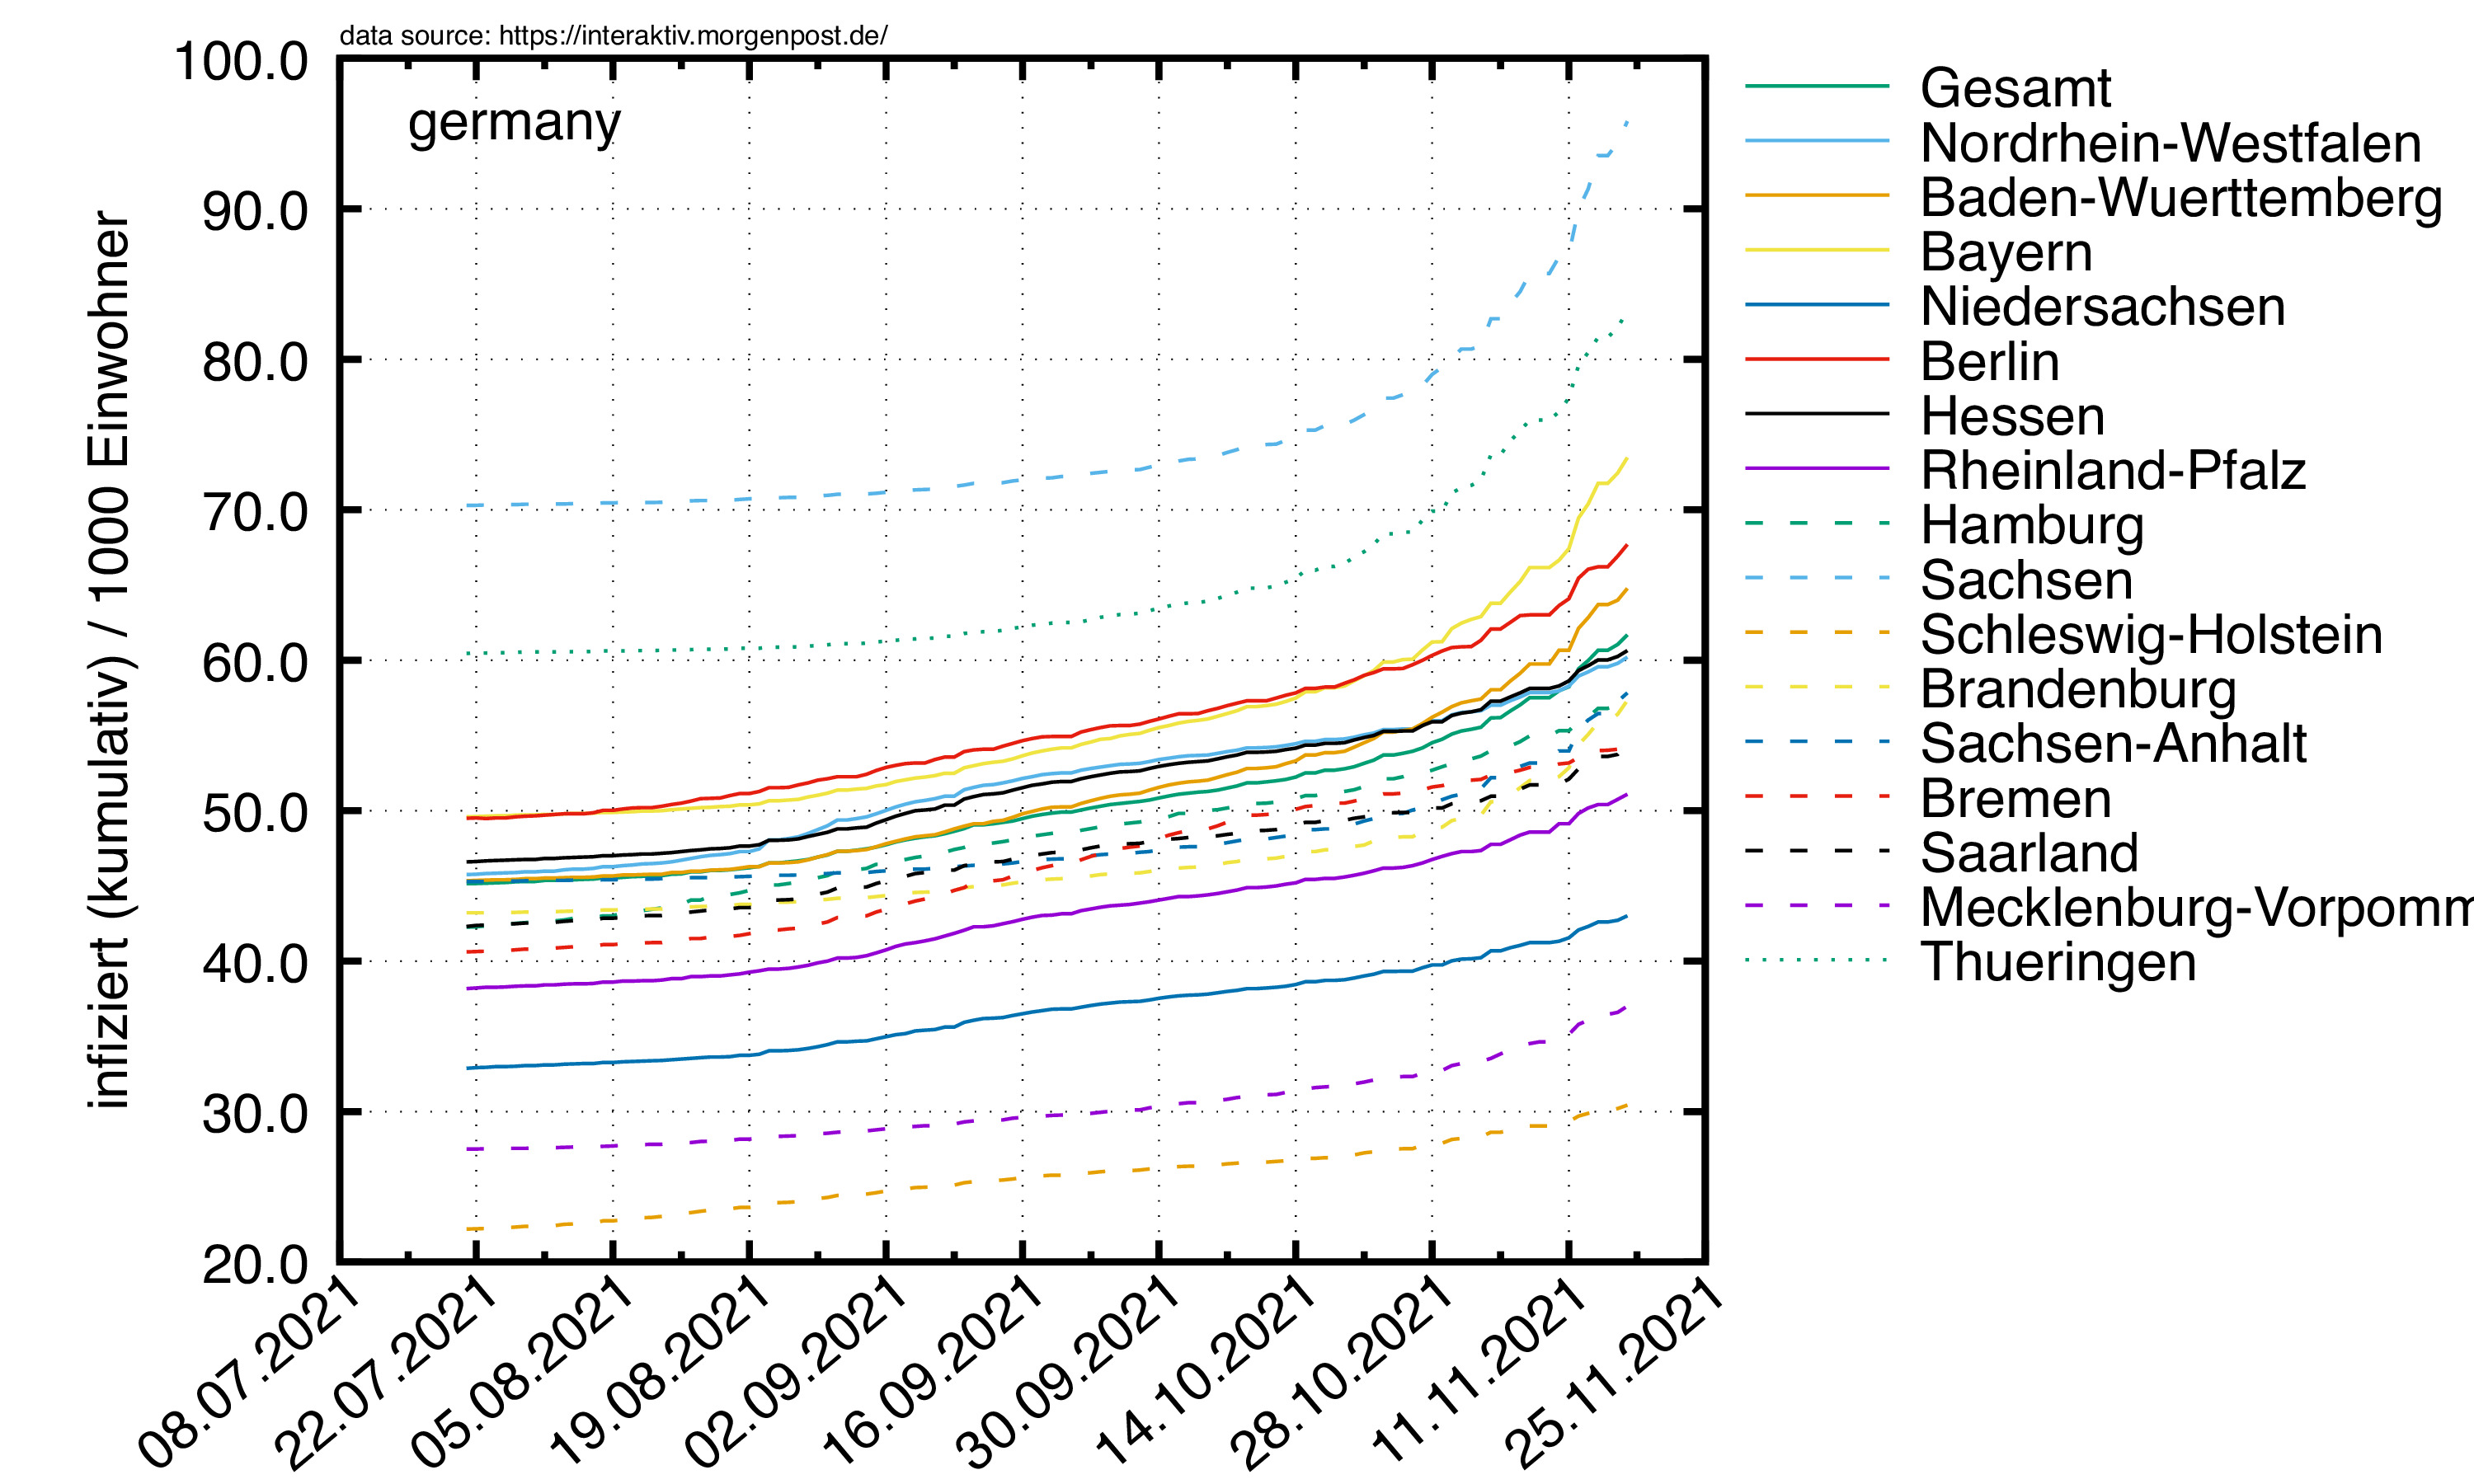 data source: https://interaktiv.morgenpost.de/
100.0
90.0
80.0
70.0
60.0
50.0
40.0
30.0
20.0
infiziert (kumulativ) / 1000 Einwohner
germany
08.07.2021
22.07.2021
05.08.2021
19.08.2021
02.09.2021
16.09.2021
30.09.2021
14.10.2021
28.10.2021
11.11.2021
25.11.2021
Gesamt
Nordrhein-Westfalen
Baden-Wuerttemberg
Bayern
Niedersachsen
Berlin
Hessen
Rheinland-Pfalz
Hamburg
Sachsen
Schleswig-Holstein
Brandenburg
Sachsen-Anhalt
Bremen
Saarland
Mecklenburg-Vorpomm
Thueringen